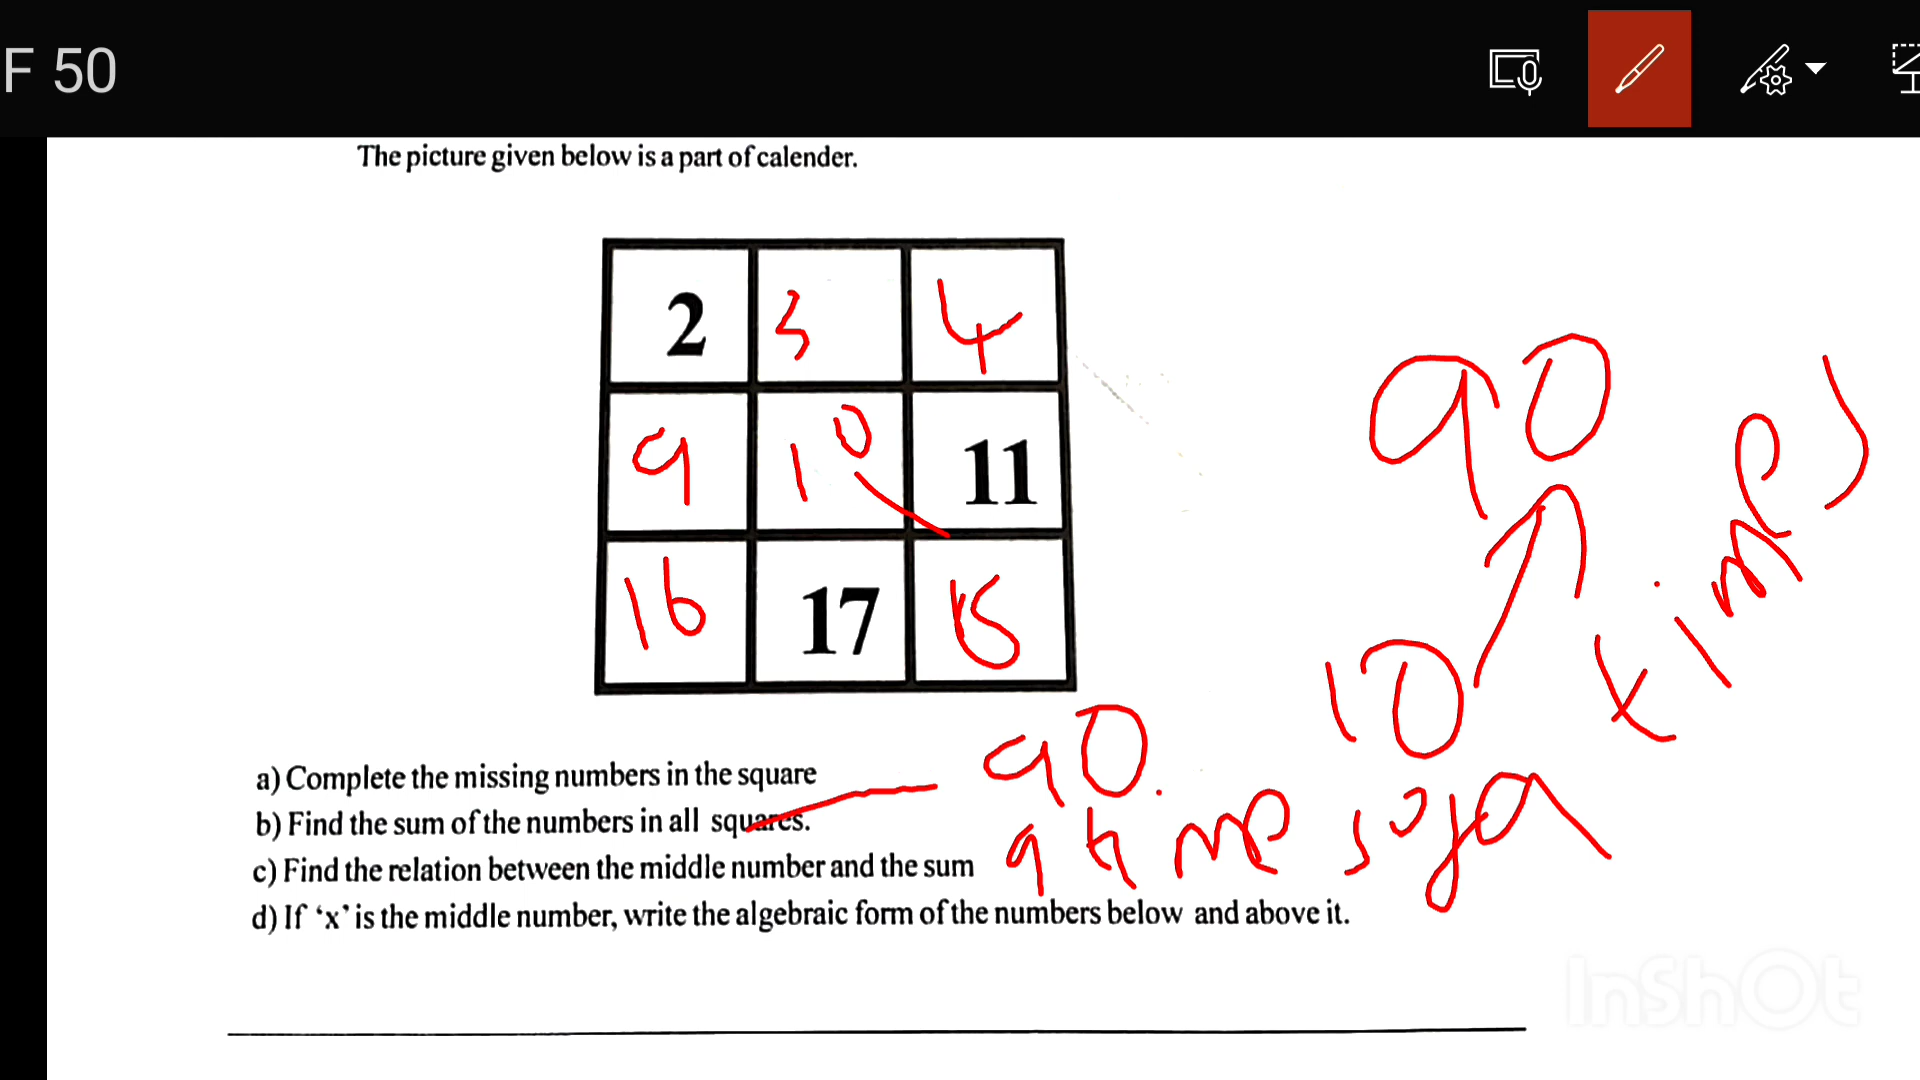 F 50
The picture given below is a part of calender.
2 3 4
9 10 11
16 17
90
10
times
a) Complete the missing numbers in the square
90.
b) Find the sum of the numbers in all squares.
c) Find the relation between the middle number and the sum
9 times
d) If ‘x’ is the middle number, write the algebraic form of the numbers below and above it.
InShOt